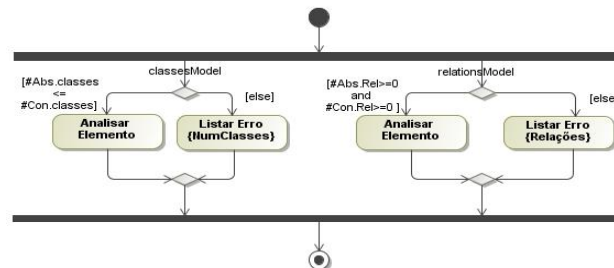 classesModel
relationsModel
[#Abs.classes
<=
#Con.classes]
[else]
[#Abs.Rel>=0
and
#Con.Rel>=0 ]
[else
Analisar
Elemento
Listar Erro
{NumClasses}
Analisar
Elemento
Listar Erro
{Relações}